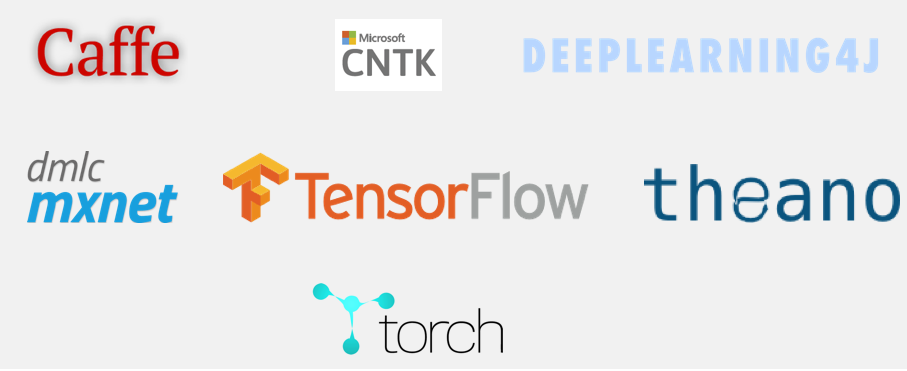 Caffe
Microsoft
CNTK
DEEPLEARNING4J
dmlc
mxnet
TensorFlow
theano
torch